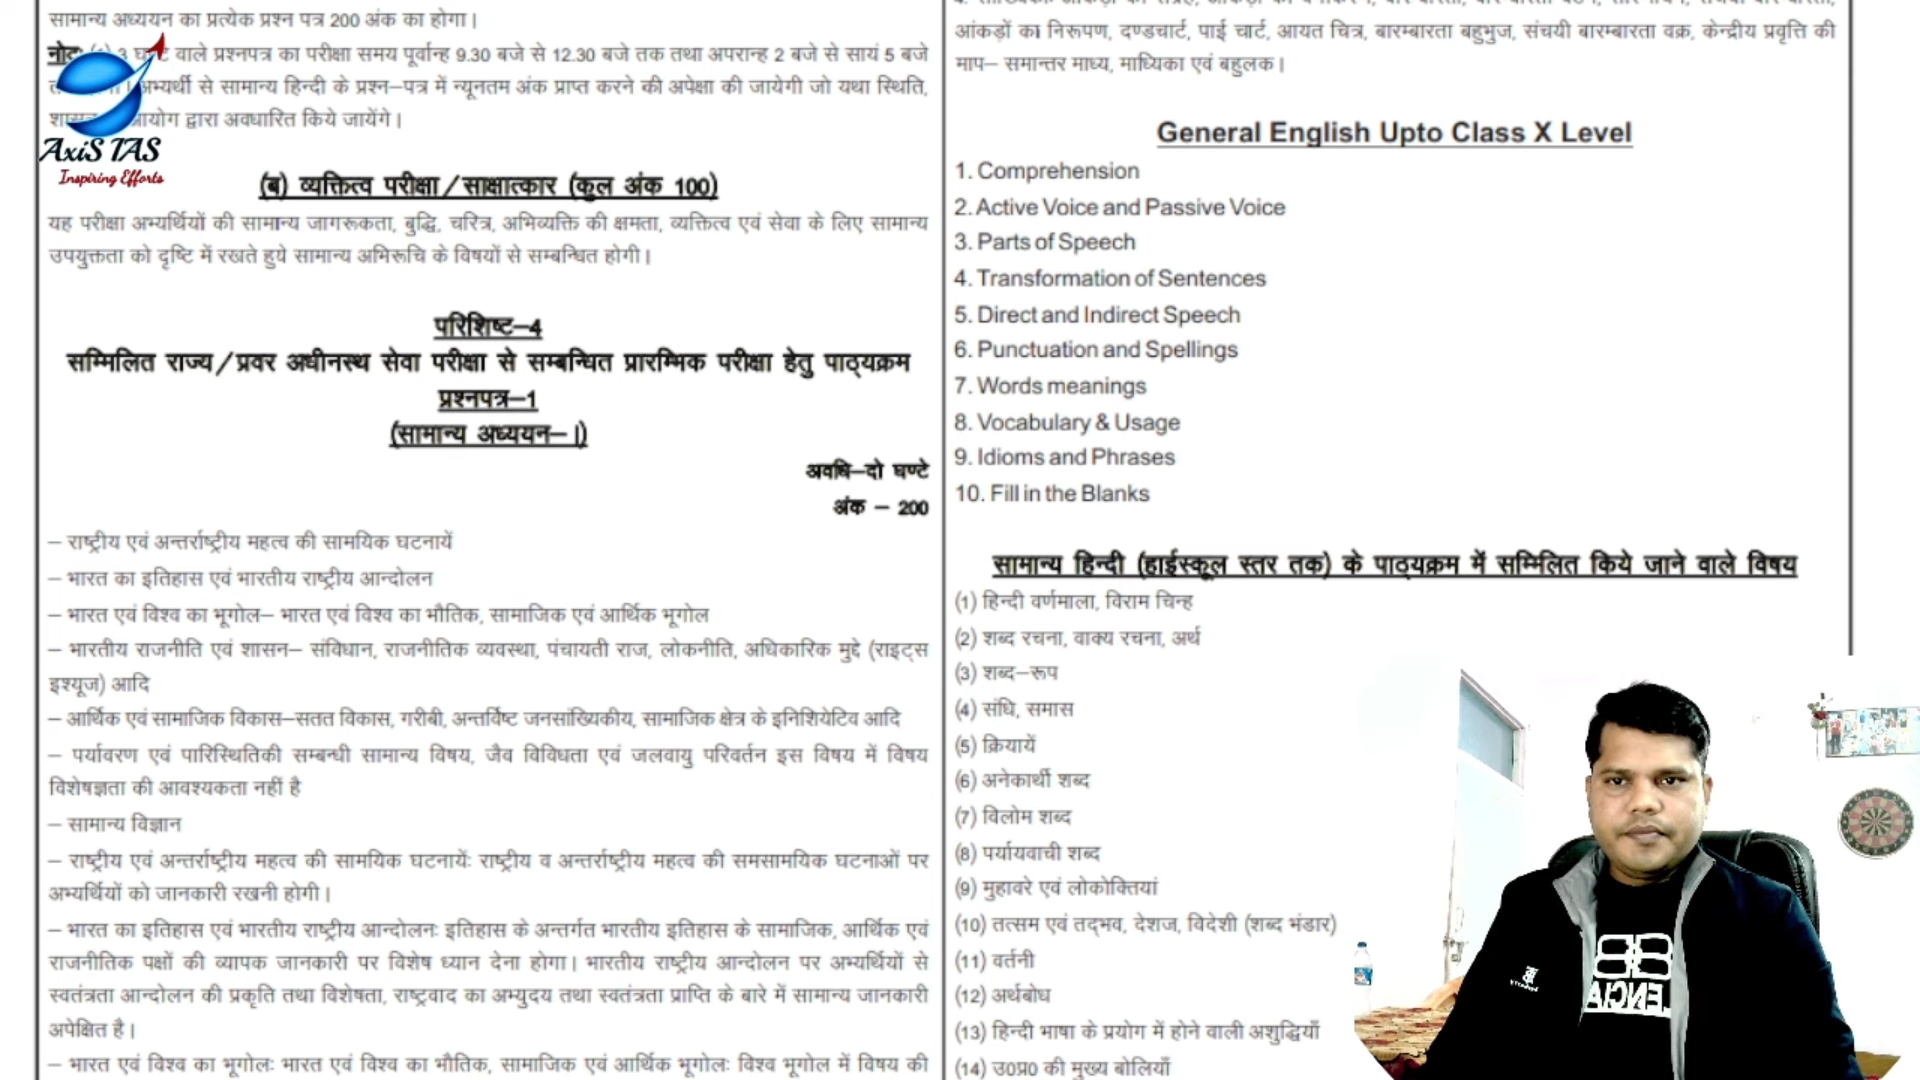 सामान्य अध्ययन का प्रत्येक प्रश्न पत्र 200 अंक का होगा।
नोट: 3 वाले प्रश्नपत्र का परीक्षा समय पूर्वान्ह 9.30 बजे से 12.30 बजे तक तथा अपरान्ह 2 बजे से सायं 5 बजे
अभ्यर्थी से सामान्य हिन्दी के प्रश्न–पत्र में न्यूनतम अंक प्राप्त करने की अपेक्षा की जायेगी जो यथा स्थिति,
द्वारा अवधारित किये जायेंगे।
AxiS IAS
Inspiring Efforts
(ब) व्यक्तित्व परीक्षा/साक्षात्कार (कुल अंक 100)
यह परीक्षा अभ्यर्थियों की सामान्य जागरूकता, बुद्धि, चरित्र, अभिव्यक्ति की क्षमता, व्यक्तित्व एवं सेवा के लिए सामान्य
उपयुक्तता को दृष्टि में रखते हुये सामान्य अभिरूचि के विषयों से सम्बन्धित होगी।
परिशिष्ट–4
सम्मिलित राज्य/प्रवर अधीनस्थ सेवा परीक्षा से सम्बन्धित प्रारम्भिक परीक्षा हेतु पाठ्यक्रम
प्रश्नपत्र–1
(सामान्य अध्ययन–।)
अवधि–दो घण्टे
अंक – 200
– राष्ट्रीय एवं अन्तर्राष्ट्रीय महत्व की सामयिक घटनायें
– भारत का इतिहास एवं भारतीय राष्ट्रीय आन्दोलन
– भारत एवं विश्व का भूगोल– भारत एवं विश्व का भौतिक, सामाजिक एवं आर्थिक भूगोल
– भारतीय राजनीति एवं शासन– संविधान, राजनीतिक व्यवस्था, पंचायती राज, लोकनीति, अधिकारिक मुद्दे (राइट्स
इश्यूज) आदि
– आर्थिक एवं सामाजिक विकास–सतत विकास, गरीबी, अन्तर्विष्ट जनसांख्यिकीय, सामाजिक क्षेत्र के इनिशियेटिव आदि
– पर्यावरण एवं पारिस्थितिकी सम्बन्धी सामान्य विषय, जैव विविधता एवं जलवायु परिवर्तन इस विषय में विषय
विशेषज्ञता की आवश्यकता नहीं है
– सामान्य विज्ञान
– राष्ट्रीय एवं अन्तर्राष्ट्रीय महत्व की सामयिक घटनायेंः राष्ट्रीय व अन्तर्राष्ट्रीय महत्व की समसामयिक घटनाओं पर
अभ्यर्थियों को जानकारी रखनी होगी।
– भारत का इतिहास एवं भारतीय राष्ट्रीय आन्दोलनः इतिहास के अन्तर्गत भारतीय इतिहास के सामाजिक, आर्थिक एवं
राजनीतिक पक्षों की व्यापक जानकारी पर विशेष ध्यान देना होगा। भारतीय राष्ट्रीय आन्दोलन पर अभ्यर्थियों से
स्वतंत्रता आन्दोलन की प्रकृति तथा विशेषता, राष्ट्रवाद का अभ्युदय तथा स्वतंत्रता प्राप्ति के बारे में सामान्य जानकारी
अपेक्षित है।
– भारत एवं विश्व का भूगोलः भारत एवं विश्व का भौतिक, सामाजिक एवं आर्थिक भूगोलः विश्व भूगोल में विषय की
आंकड़ों का निरूपण, दण्डचार्ट, पाई चार्ट, आयत चित्र, बारम्बारता बहुभुज, संचयी बारम्बारता वक्र, केन्द्रीय प्रवृत्ति की
माप– समान्तर माध्य, माध्यिका एवं बहुलक।
General English Upto Class X Level
1. Comprehension
2. Active Voice and Passive Voice
3. Parts of Speech
4. Transformation of Sentences
5. Direct and Indirect Speech
6. Punctuation and Spellings
7. Words meanings
8. Vocabulary & Usage
9. Idioms and Phrases
10. Fill in the Blanks
सामान्य हिन्दी (हाईस्कूल स्तर तक) के पाठ्यक्रम में सम्मिलित किये जाने वाले विषय
(1) हिन्दी वर्णमाला, विराम चिन्ह
(2) शब्द रचना, वाक्य रचना, अर्थ
(3) शब्द–रूप
(4) संधि, समास
(5) क्रियायें
(6) अनेकार्थी शब्द
(7) विलोम शब्द
(8) पर्यायवाची शब्द
(9) मुहावरे एवं लोकोक्तियां
(10) तत्सम एवं तद्भव, देशज, विदेशी (शब्द भंडार)
(11) वर्तनी
(12) अर्थबोध
(13) हिन्दी भाषा के प्रयोग में होने वाली अशुद्धियाँ
(14) उ०प्र० की मुख्य बोलियाँ